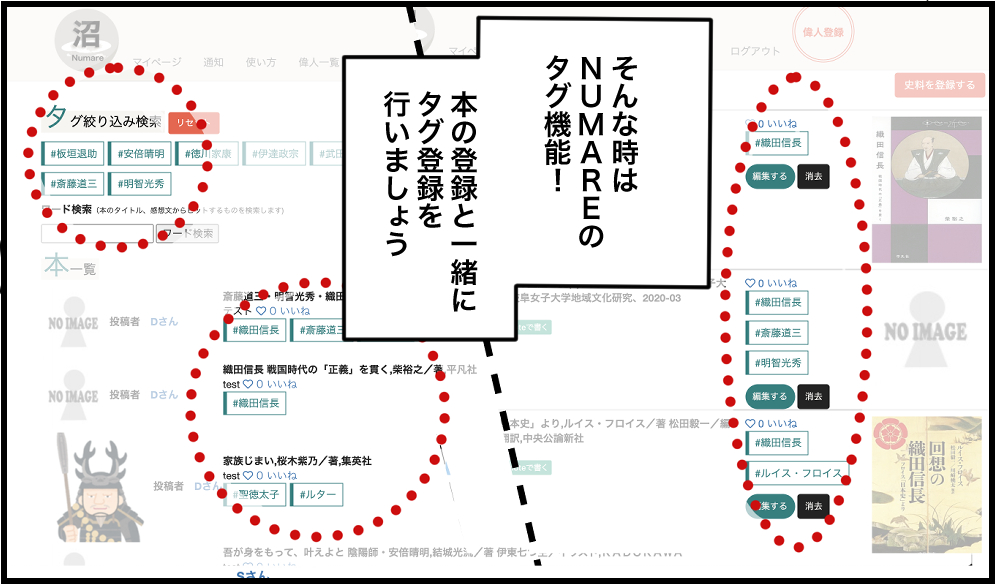 沼
Numare
マイページ
通知
使い方
偉人一覧
マイペ
ログアウト
偉人登録
史料を登録する
そんな時は
NUMAREの
タグ機能!
本の登録と一緒に
タグ登録を
行いましょう
タグ絞り込み検索
リセ
#板垣退助
#安倍晴明
#徳川家康
#伊達政宗
#武田
#斎藤道三
#明智光秀
ワード検索 (本のタイトル、感想文からヒットするものを検索します)
ワード検索
本一覧
NO IMAGE
投稿者 Dさん
斎藤道三・明智光秀・織田
テスト ♡ 0 いいね
#織田信長
#斎藤道三
NO IMAGE
投稿者 Dさん
織田信長 戦国時代の「正義」を貫く,柴裕之/著 平凡社
test ♡ 0 いいね
#織田信長
投稿者 Dさん
家族じまい,桜木紫乃/著,集英社
test ♡ 0 いいね
#聖徳太子
#ルター
吾が身をもって、叶えよと 陰陽師・安倍晴明,結城光
/著 伊東七つ生/イラスト,KADOKAWA
test ♡ 0 いいね
Sさん
♡ 0 いいね
#織田信長
編集する
消去
織田信長
岐阜女子大学地域文化研究、2020-03
で書く
♡ 0 いいね
#織田信長
#斎藤道三
#明智光秀
編集する
消去
NO IMAGE
本史」より,ルイス・フロイス/著 松田毅一/編
翻訳,中央公論新社
で書く
♡ 0 いいね
#織田信長
#ルイス・フロイス
編集する
消去
回想の
織田信長